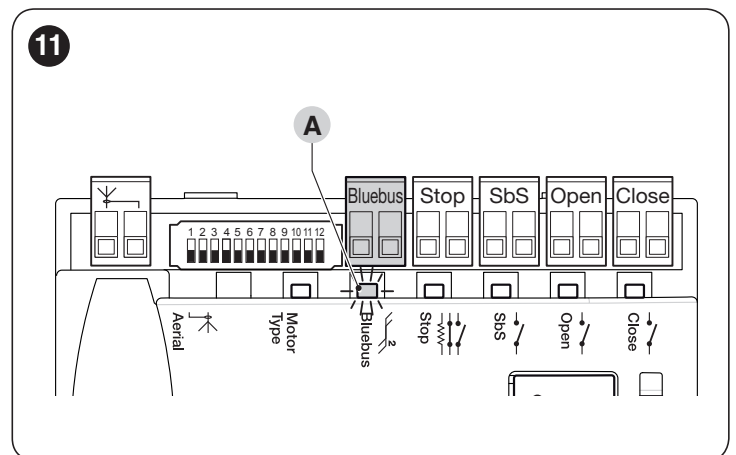 11
A
Bluebus Stop SbS Open Close
1 2 3 4 5 6 7 8 9 10 11 12
Aerial
Motor Type
Bluebus
2
Stop
SbS
Open
Close